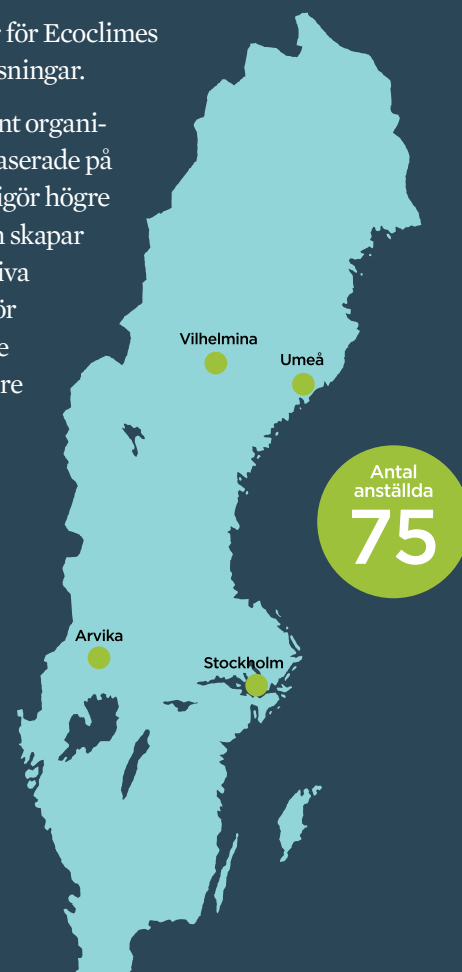 för Ecoclimes
sningar.
nt organi-
aserade på
igör högre
n skapar
iva
ör
e
re
Vilhelmina
Umeå
Antal
anställda
75
Arvika
Stockholm